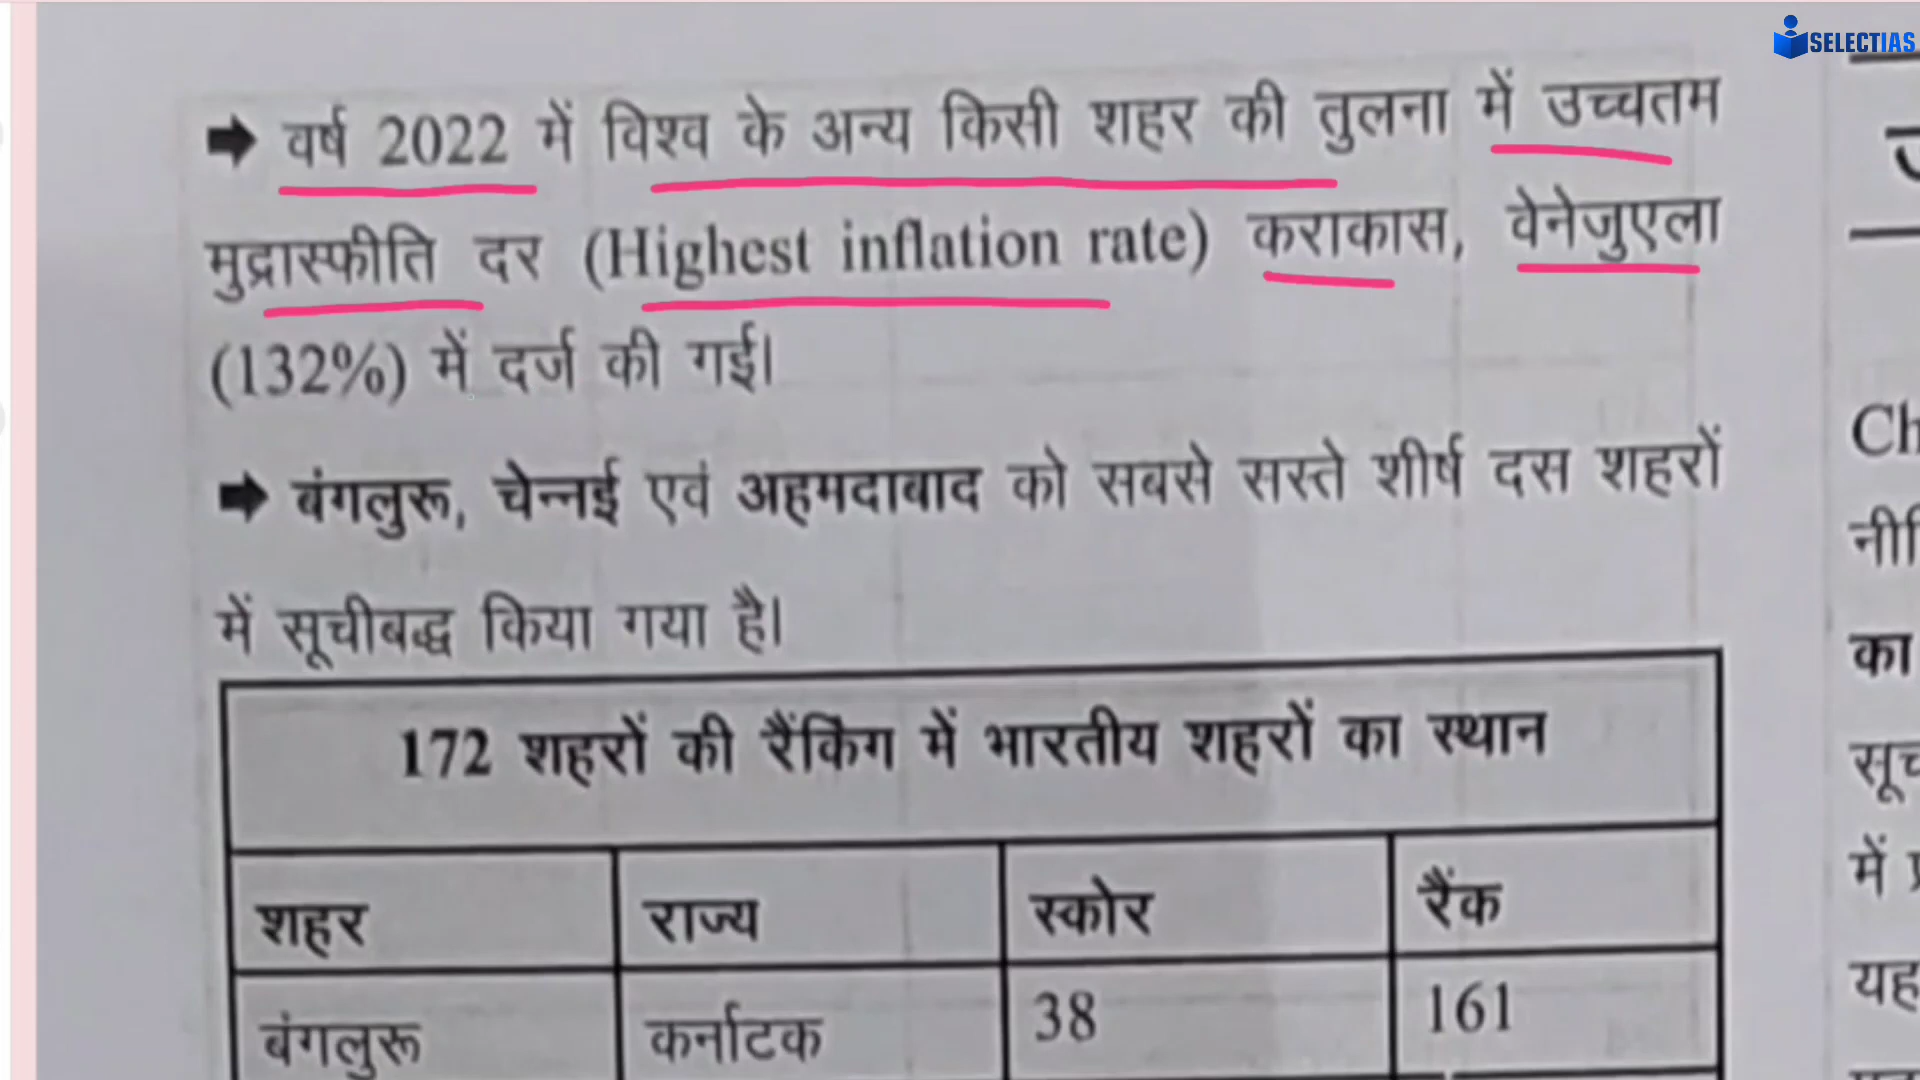 SELECTIAS
➡ वर्ष 2022 में विश्व के अन्य किसी शहर की तुलना में उच्चतम
मुद्रास्फीति दर (Highest inflation rate) कराकास, वेनेजुएला
(132%) में दर्ज की गई।
➡ बंगलुरू, चेन्नई एवं अहमदाबाद को सबसे सस्ते शीर्ष दस शहरों
में सूचीबद्ध किया गया है।
172 शहरों की रैंकिंग में भारतीय शहरों का स्थान
शहर राज्य स्कोर रैंक
बंगलुरू कर्नाटक 38 161
Ch
नीति
का
सूच
में
यह